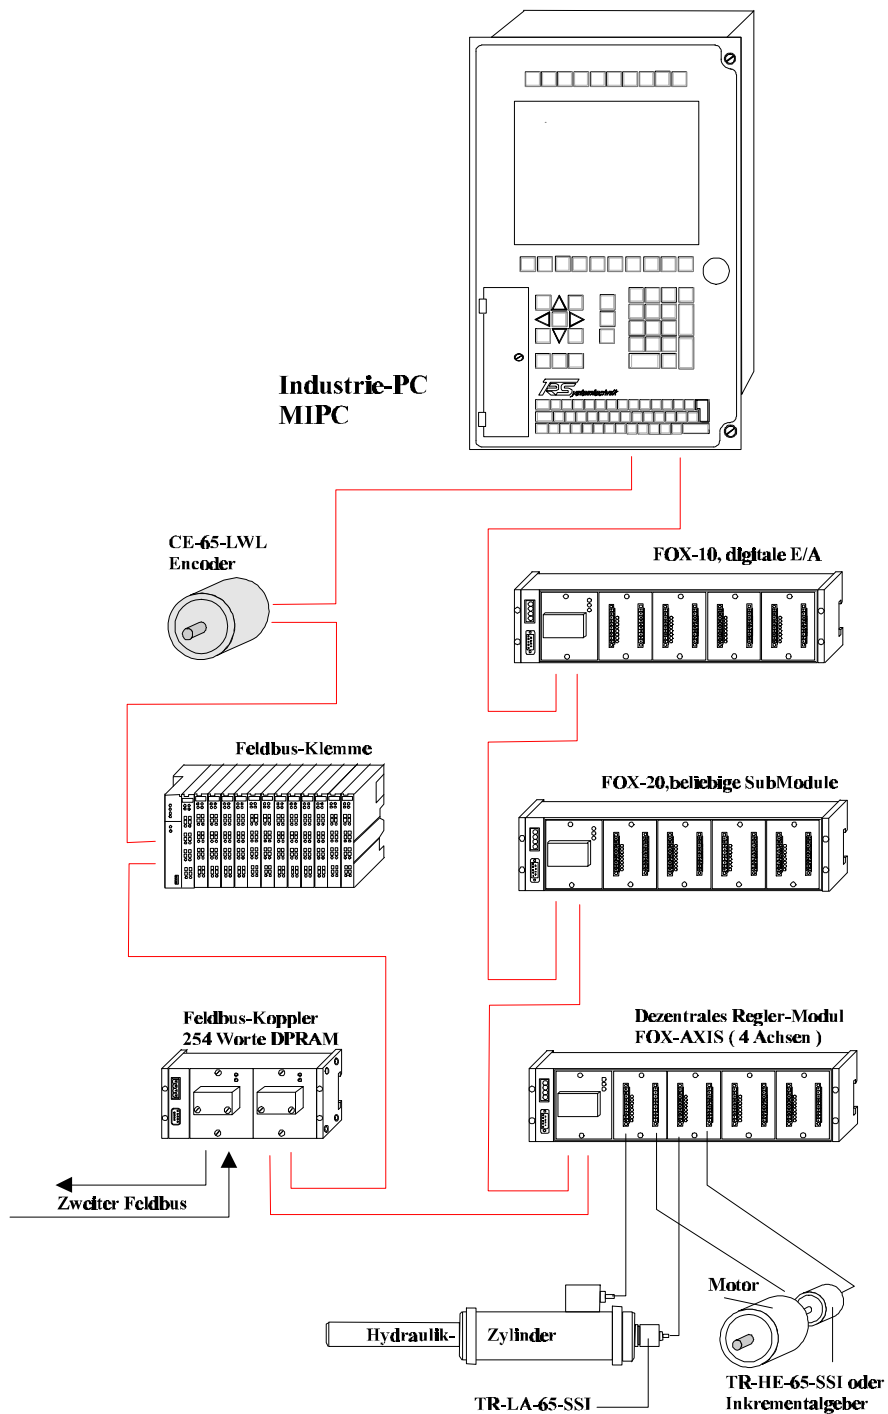 Industrie-PC
MIPC
TRS
Systemtechnik
CE-65-LWL
Encoder
FOX-10, digitale E/A
Feldbus-Klemme
FOX-20,beliebige SubModule
Feldbus-Koppler
254 Worte DPRAM
Dezentrales Regler-Modul
FOX-AXIS ( 4 Achsen )
Zweiter Feldbus
Motor
Hydraulik- Zylinder
TR-HE-65-SSI oder
Inkrementalgeber
TR-LA-65-SSI